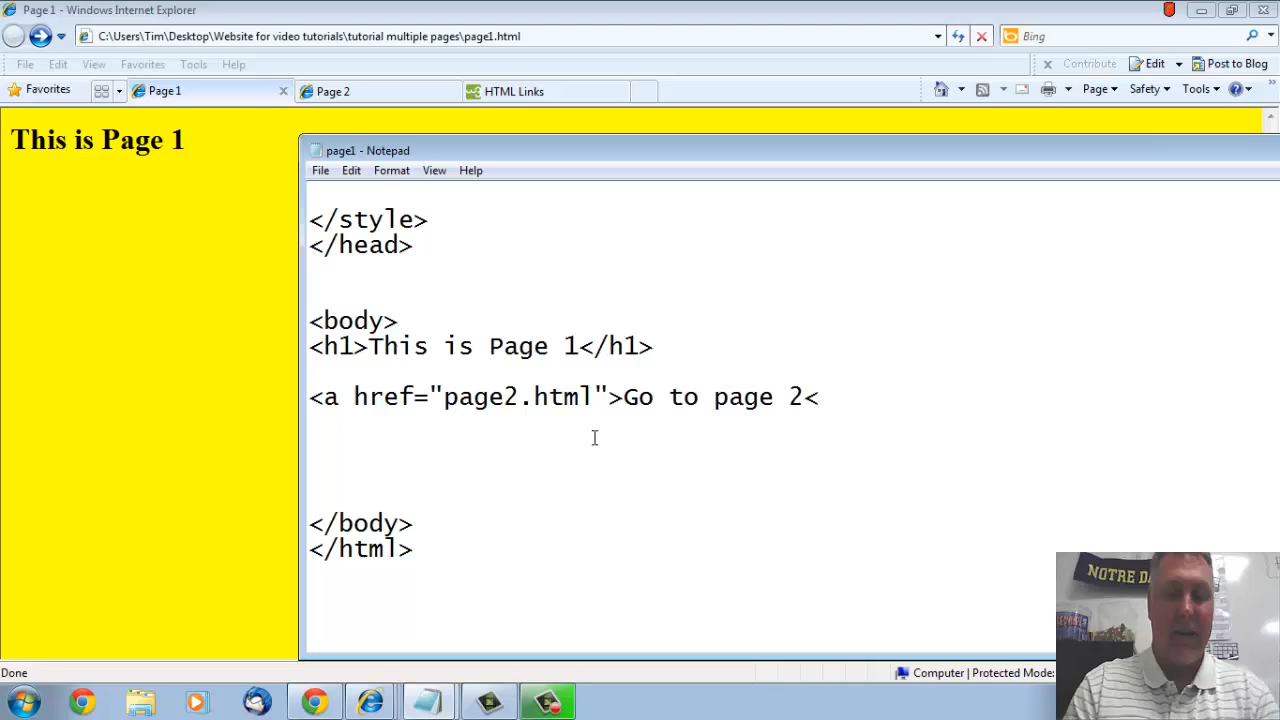 Page 1 - Windows Internet Explorer
C:\Users\Tim\Desktop\Website for video tutorials\tutorial multiple pages\page1.html
Bing
File Edit View Favorites Tools Help
x Contribute Edit Post to Blog
Favorites Page 1 Page 2 HTML Links Page Safety Tools
This is Page 1
page1 - Notepad
File Edit Format View Help
</style>
</head>
<body>
<h1>This is Page 1</h1>
<a href="page2.html">Go to page 2<
</body>
</html>
NOTRE DA
Done
Computer | Protected Mode: